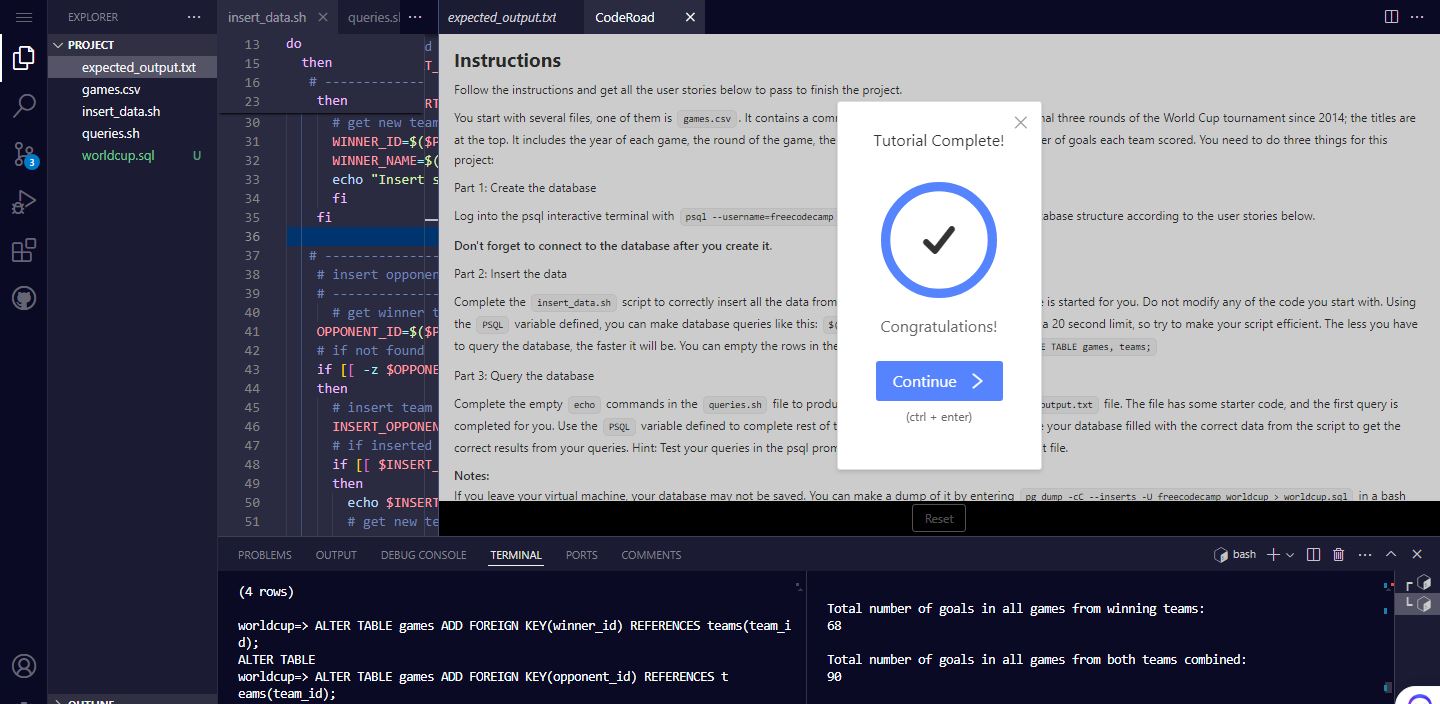 EXPLORER ···
insert_data.sh queries.s ···
expected_output.txt CodeRoad
PROJECT
expected_output.txt
games.csv
insert_data.sh
queries.sh
worldcup.sql U
3
13 do
15 then
16 # -------------
23 then
30 # get new team
31 WINNER_ID=$($P
32 WINNER_NAME=$(
33 echo "Insert s
34 fi
35 fi
36
37 # ---------------
38 # insert opponen
39 # -------------
40 # get winner t
41 OPPONENT_ID=$($P
42 # if not found
43 if [[ -z $OPPONE
44 then
45 # insert team
46 INSERT_OPPONEN
47 # if inserted
48 if [[ $INSERT_
49 then
50 echo $INSERT
51 # get new te
Instructions
Follow the instructions and get all the user stories below to pass to finish the project.
You start with several files, one of them is games.csv . It contains a com nal three rounds of the World Cup tournament since 2014; the titles are
at the top. It includes the year of each game, the round of the game, the er of goals each team scored. You need to do three things for this
project:
Part 1: Create the database
Log into the psql interactive terminal with psql --username=freecodecamp abase structure according to the user stories below.
Don't forget to connect to the database after you create it.
Part 2: Insert the data
Complete the insert_data.sh script to correctly insert all the data from e is started for you. Do not modify any of the code you start with. Using
the PSQL variable defined, you can make database queries like this: $( a 20 second limit, so try to make your script efficient. The less you have
to query the database, the faster it will be. You can empty the rows in the E TABLE games, teams;
Part 3: Query the database
Complete the empty echo commands in the queries.sh file to produ output.txt file. The file has some starter code, and the first query is
completed for you. Use the PSQL variable defined to complete rest of t e your database filled with the correct data from the script to get the
correct results from your queries. Hint: Test your queries in the psql prom t file.
Notes:
If you leave your virtual machine, your database may not be saved. You can make a dump of it by entering pg_dump -cC --inserts -U freecodecamp worldcup > worldcup.sql in a bash
Tutorial Complete!
Congratulations!
Continue
(ctrl + enter)
Reset
PROBLEMS OUTPUT DEBUG CONSOLE TERMINAL PORTS COMMENTS bash
(4 rows)
worldcup=> ALTER TABLE games ADD FOREIGN KEY(winner_id) REFERENCES teams(team_i
d);
ALTER TABLE
worldcup=> ALTER TABLE games ADD FOREIGN KEY(opponent_id) REFERENCES t
eams(team_id);
Total number of goals in all games from winning teams:
68
Total number of goals in all games from both teams combined:
90
OUTLINE